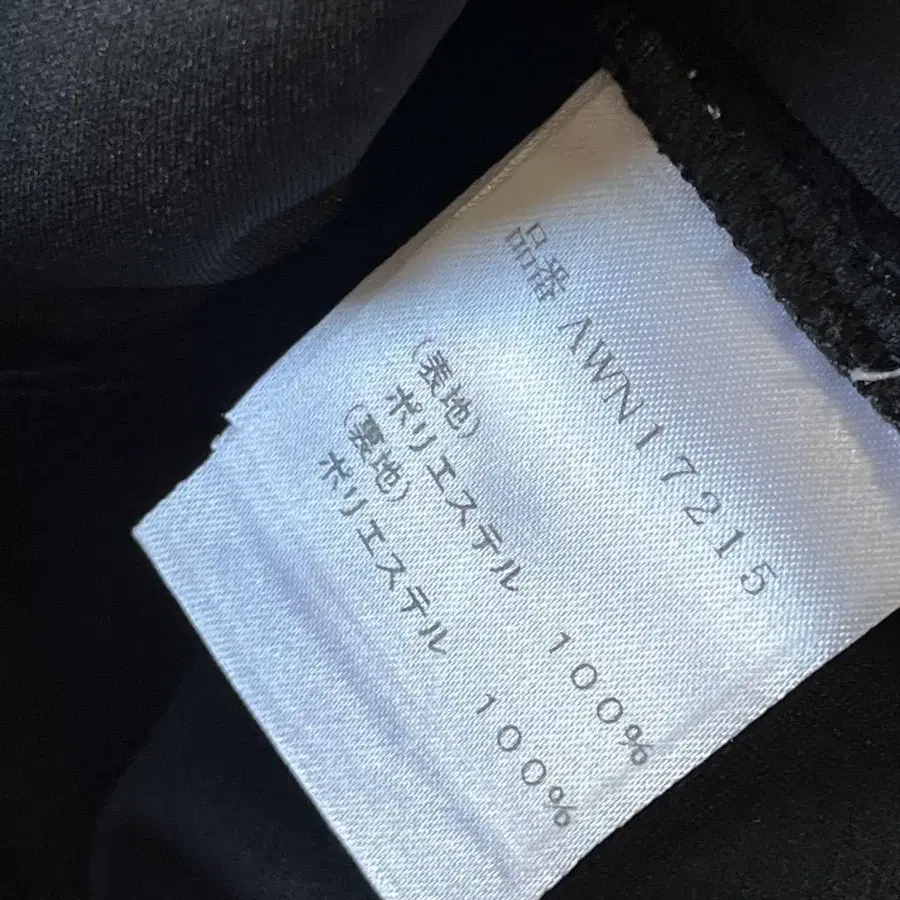 品番 AWN17215
(表地)
ポリエステル 100%
(裏地)
ポリエステル 100%